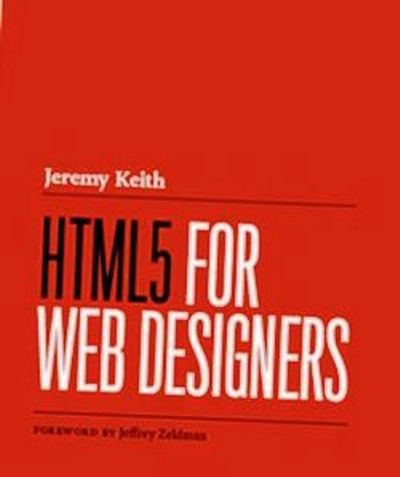 Jeremy Keith
HTML5 FOR
WEB DESIGNERS
FOREWORD BY Jeffrey Zeldman